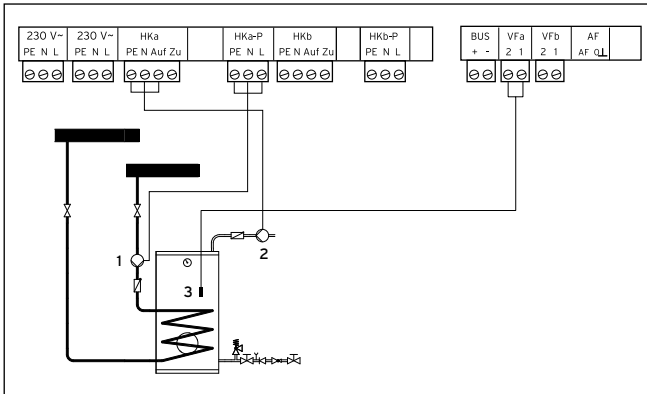 230 V~ 230 V~ HKa HKa-P HKb HKb-P BUS VFa VFb AF
PE N L PE N L PE N Auf Zu PE N L PE N Auf Zu PE N L + - 2 1 2 1 AF 0
1
2
3